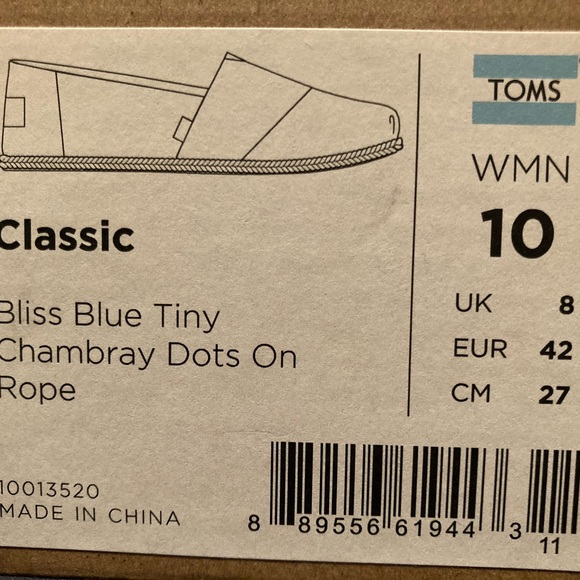 TOMS
WMN
10
UK 8
EUR 42
CM 27
Classic
Bliss Blue Tiny
Chambray Dots On
Rope
10013520
MADE IN CHINA
8 89556 61944 3
11